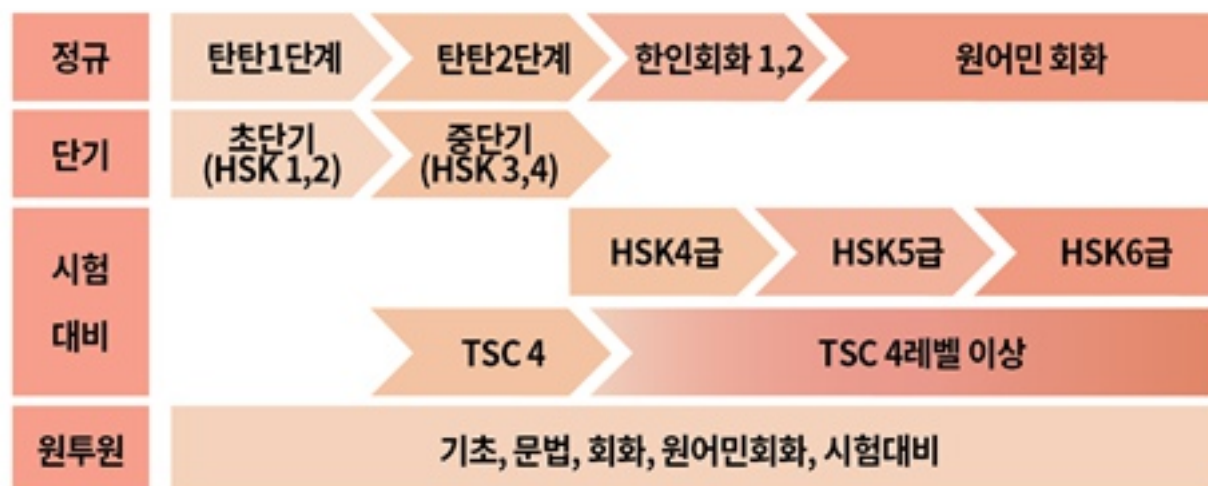 정규 탄탄1단계 탄탄2단계 한인회화 1,2 원어민 회화
단기 초단기 중단기
(HSK 1,2) (HSK 3,4)
시험 HSK4급 HSK5급 HSK6급
대비 TSC 4 TSC 4레벨 이상
원투원 기초, 문법, 회화, 원어민회화, 시험대비